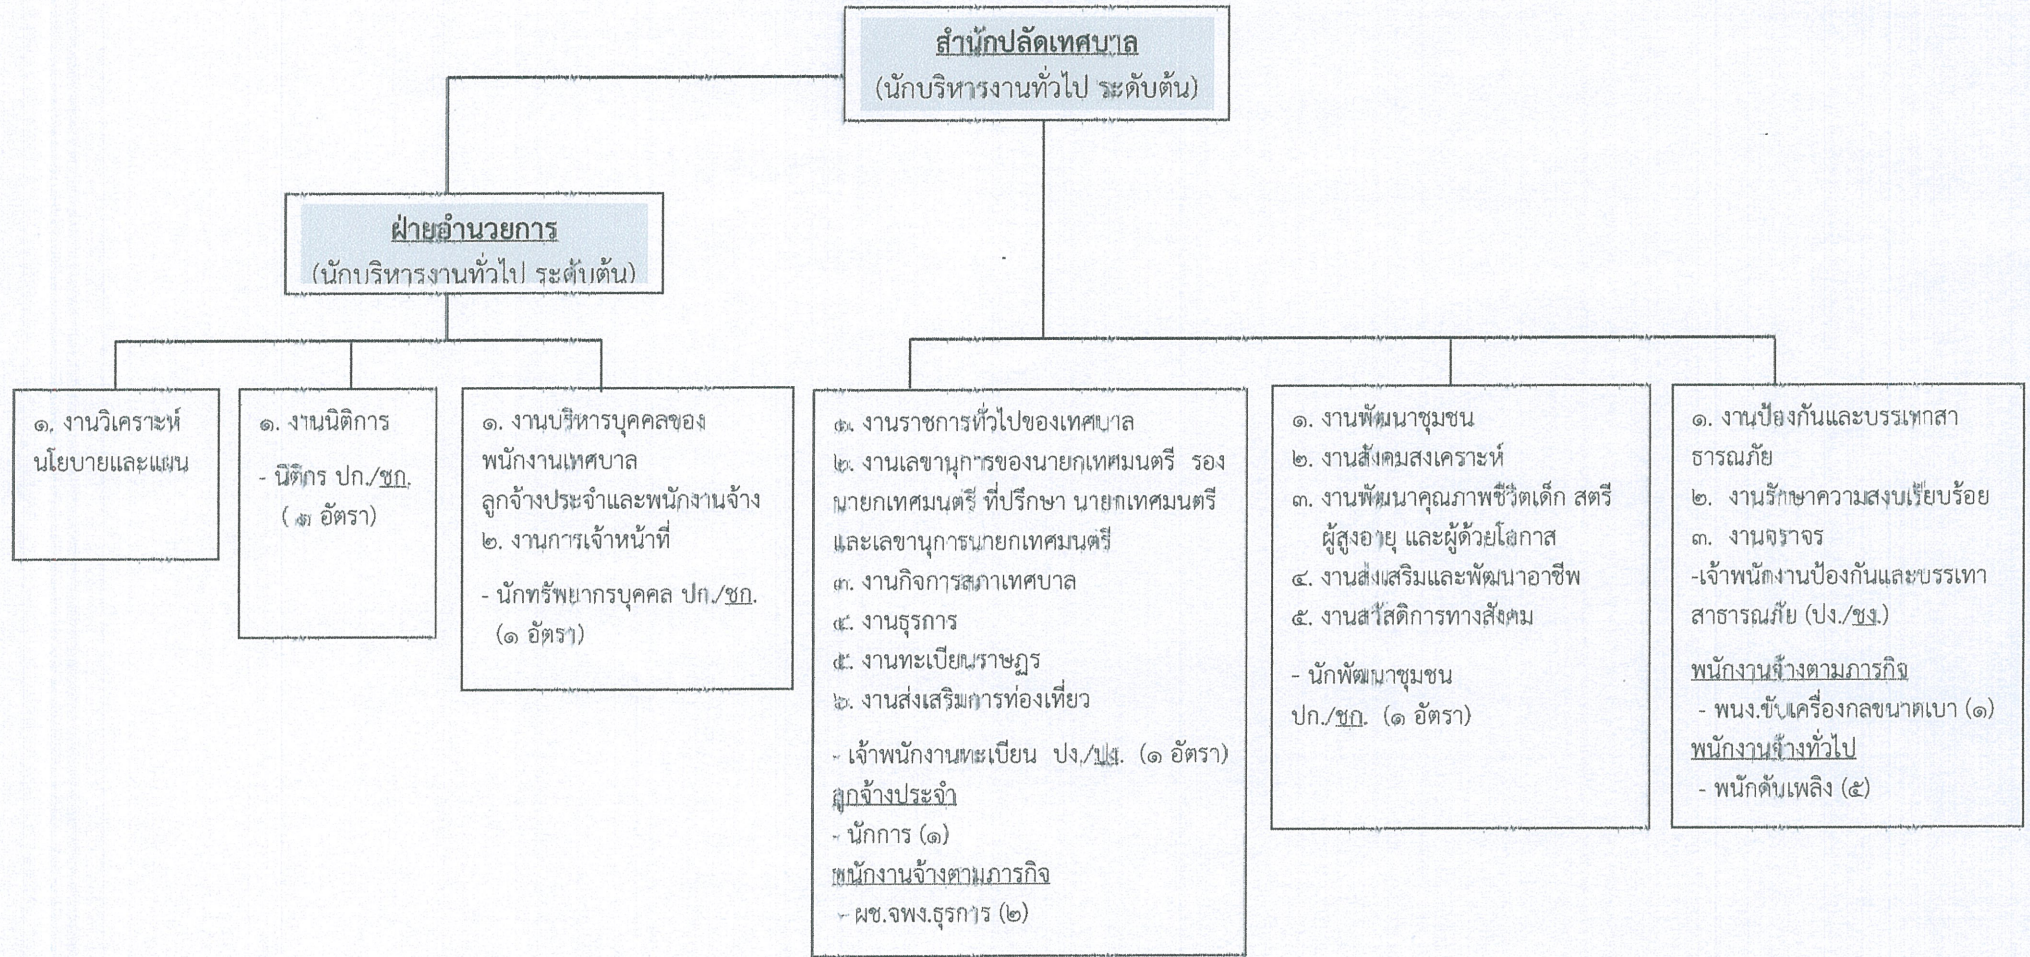 สำนักปลัดเทศบาล
(นักบริหารงานทั่วไป ระดับต้น)
ฝ่ายอำนวยการ
(นักบริหารงานทั่วไป ระดับต้น)
๑. งานวิเคราะห์
นโยบายและแผน
๑. งานนิติการ
- นิติกร ปก./ชก.
( ๑ อัตรา)
๑. งานบริหารบุคคลของ
พนักงานเทศบาล
ลูกจ้างประจำและพนักงานจ้าง
๒. งานการเจ้าหน้าที่
- นักทรัพยากรบุคคล ปก./ชก.
(๑ อัตรา)
๑. งานราชการทั่วไปของเทศบาล
๒. งานเลขานุการของนายกเทศมนตรี รอง
นายกเทศมนตรี ที่ปรึกษา นายกเทศมนตรี
และเลขานุการนายกเทศมนตรี
๓. งานกิจการสภาเทศบาล
๔. งานธุรการ
๕. งานทะเบียนราษฎร
๖. งานส่งเสริมการท่องเที่ยว
- เจ้าพนักงานทะเบียน ปง./ (๑ อัตรา)
ลูกจ้างประจำ
- นักการ (๑)
พนักงานจ้างตามภารกิจ
- ผช.จพง.ธุรการ (๒)
๑. งานพัฒนาชุมชน
๒. งานสังคมสงเคราะห์
๓. งานพัฒนาคุณภาพชีวิตเด็ก สตรี
ผู้สูงอายุ และผู้ด้วยโอกาส
๔. งานส่งเสริมและพัฒนาอาชีพ
๕. งานสวัสดิการทางสังคม
- นักพัฒนาชุมชน
ปก./ชก. (๑ อัตรา)
๑. งานป้องกันและบรรเทาสา
ธารณภัย
๒. งานรักษาความสงบเรียบร้อย
๓. งานจราจร
-เจ้าพนักงานป้องกันและบรรเทา
สาธารณภัย (ปง./ชง.)
พนักงานจ้างตามภารกิจ
- พนง.ขับเครื่องกลขนาดเบา (๑)
พนักงานจ้างทั่วไป
- พนักดับเพลิง (๕)